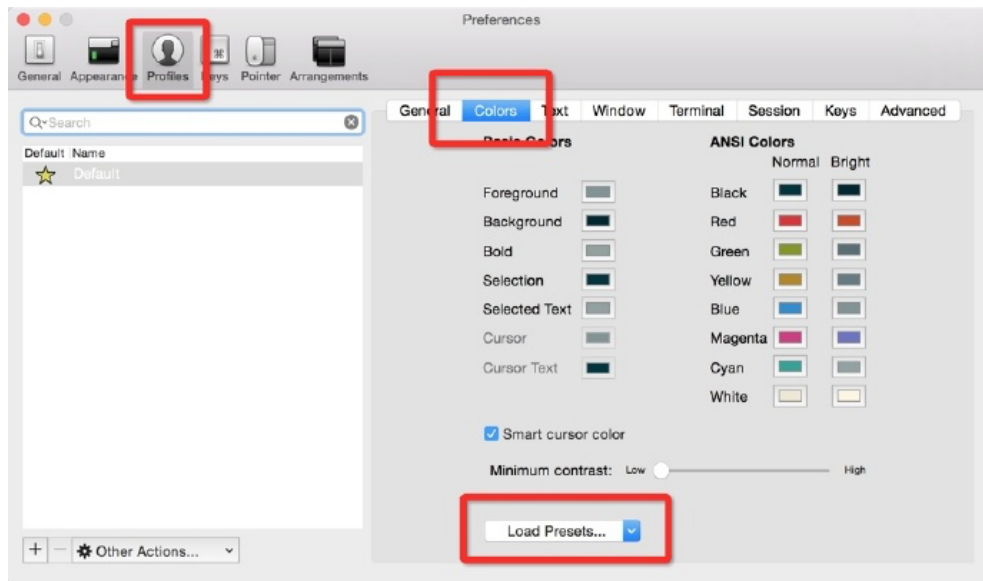 Preferences
General Appearance Profiles Keys Pointer Arrangements
Search
Default Name
Default
Other Actions...
General Colors Text Window Terminal Session Keys Advanced
Basic Colors
Foreground
Background
Bold
Selection
Selected Text
Cursor
Cursor Text
ANSI Colors
Normal Bright
Black
Red
Green
Yellow
Blue
Magenta
Cyan
White
Smart cursor color
Minimum contrast: Low High
Load Presets...